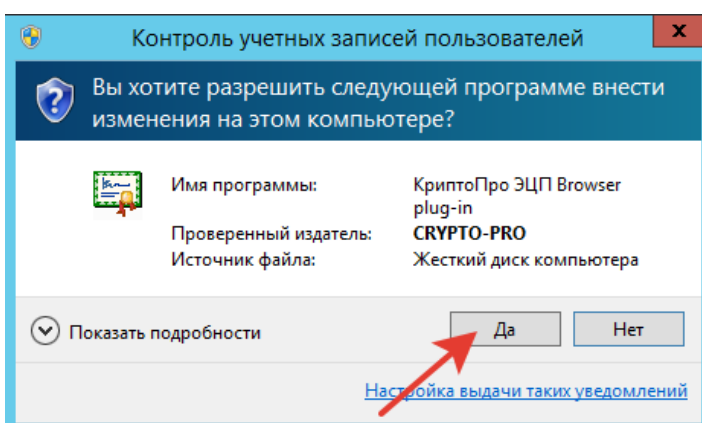 Контроль учетных записей пользователей
x
Вы хотите разрешить следующей программе внести
изменения на этом компьютере?
Имя программы: КриптоПро ЭЦП Browser
plug-in
Проверенный издатель: CRYPTO-PRO
Источник файла: Жесткий диск компьютера
Показать подробности
Да
Нет
Настройка выдачи таких уведомлений